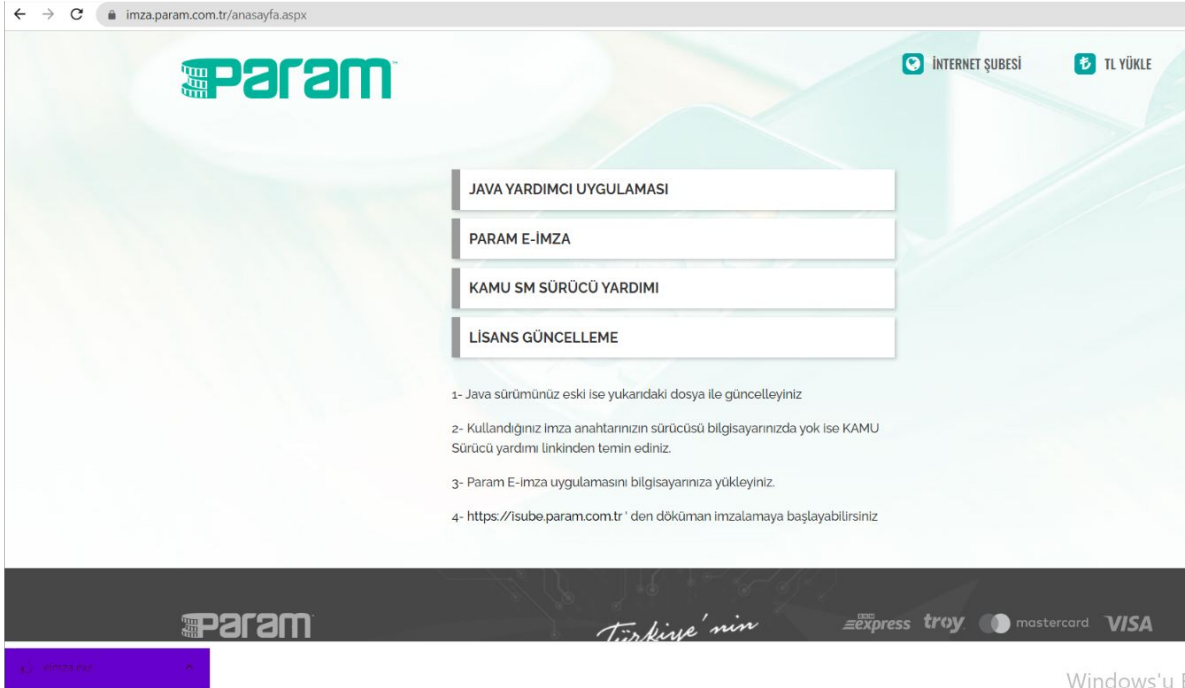 imza.param.com.tr/anasayfa.aspx
Param
İNTERNET ŞUBESİ
TL YÜKLE
JAVA YARDIMCI UYGULAMASI
PARAM E-İMZA
KAMU SM SÜRÜCÜ YARDIMI
LİSANS GÜNCELLEME
1- Java sürümünüz eski ise yukarıdaki dosya ile güncelleyiniz
2- Kullandığınız imza anahtarınızın sürücüsü bilgisayarınızda yok ise KAMU
Sürücü yardımı linkinden temin ediniz.
3- Param E-imza uygulamasını bilgisayarınıza yükleyiniz.
4- https://isube.param.com.tr ' den döküman imzalamaya başlayabilirsiniz
Param
Türkiye'nin
express troy mastercard VISA
Windows'u